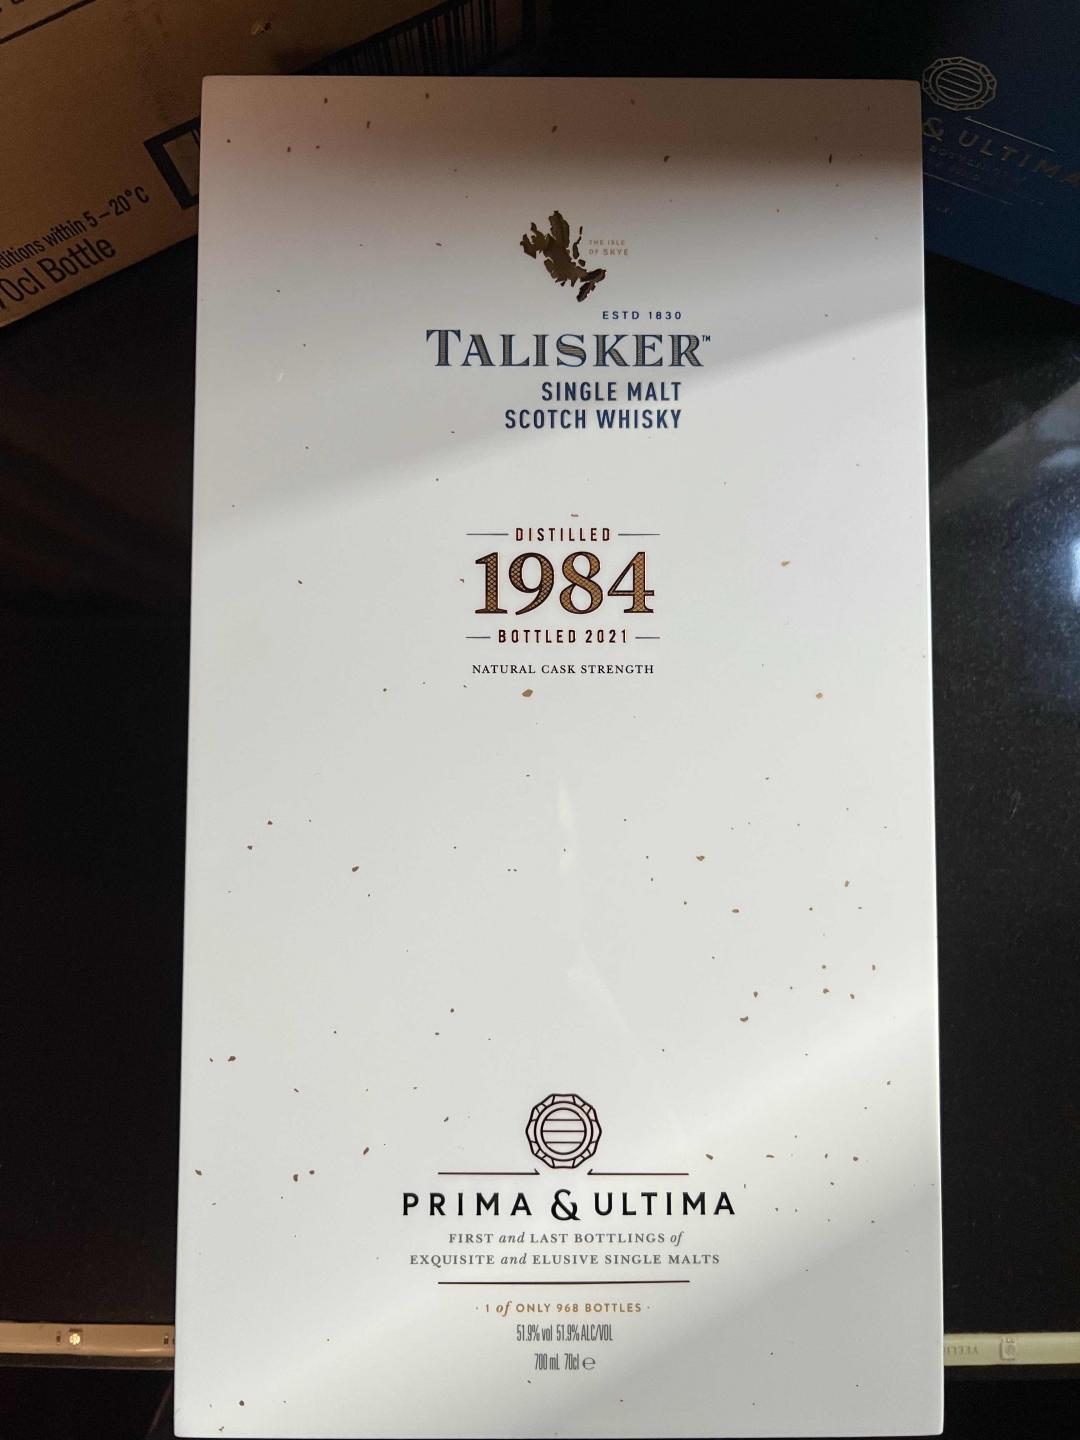 ditions within 5–20°C
70cl Bottle
& ULTIMA
THE ISLE
OF SKYE
ESTD 1830
TALISKER™
SINGLE MALT
SCOTCH WHISKY
DISTILLED
1984
BOTTLED 2021
NATURAL CASK STRENGTH
PRIMA & ULTIMA
FIRST and LAST BOTTLINGS of
EXQUISITE and ELUSIVE SINGLE MALTS
· 1 of ONLY 968 BOTTLES ·
51.9% vol 51.9% ALC/VOL
700 mL 70cl ℮